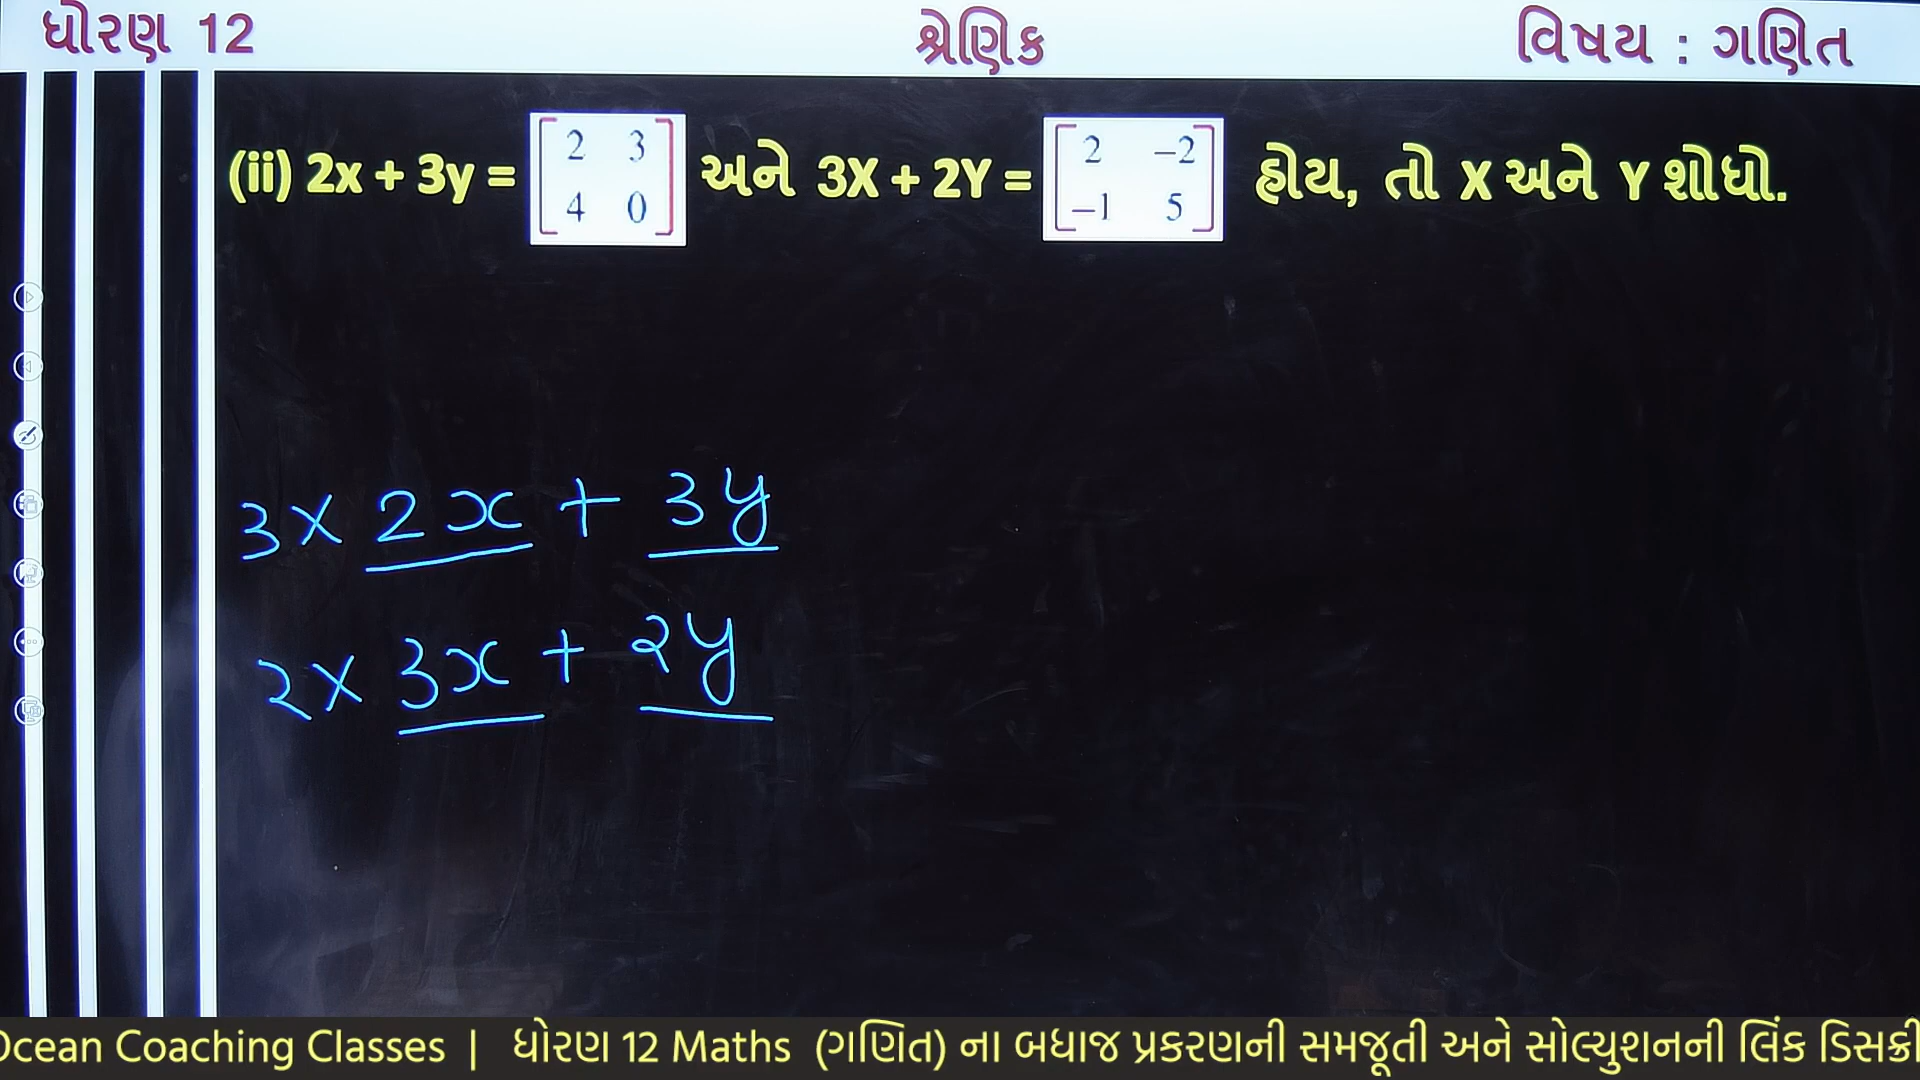 ધોરણ 12 શ્રેણિક વિષય : ગણિત
(ii) 2x + 3y = [2 3 અને 3X + 2Y = [2 -2 હોય, તો X અને Y શોધો.
4 0] -1 5]
3 × 2x + 3y
2 × 3x + 2y
Ocean Coaching Classes | ધોરણ 12 Maths (ગણિત) ના બધાજ પ્રકરણની સમજૂતી અને સોલ્યુશનની લિંક